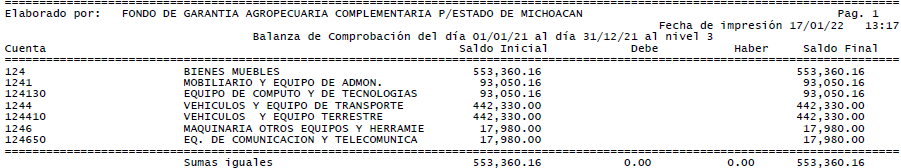 Elaborado por: FONDO DE GARANTIA AGROPECUARIA COMPLEMENTARIA P/ESTADO DE MICHOACAN Pag. 1
Fecha de impresión 17/01/22 13:17
Balanza de Comprobación del día 01/01/21 al día 31/12/21 al nivel 3
Cuenta Saldo Inicial Debe Haber Saldo Final
124 BIENES MUEBLES 553,360.16 553,360.16
1241 MOBILIARIO Y EQUIPO DE ADMON. 93,050.16 93,050.16
124130 EQUIPO DE COMPUTO Y DE TECNOLOGIAS 93,050.16 93,050.16
1244 VEHICULOS Y EQUIPO DE TRANSPORTE 442,330.00 442,330.00
124410 VEHICULOS Y EQUIPO TERRESTRE 442,330.00 442,330.00
1246 MAQUINARIA OTROS EQUIPOS Y HERRAMIE 17,980.00 17,980.00
124650 EQ. DE COMUNICACION Y TELECOMUNICA 17,980.00 17,980.00
Sumas iguales 553,360.16 0.00 0.00 553,360.16